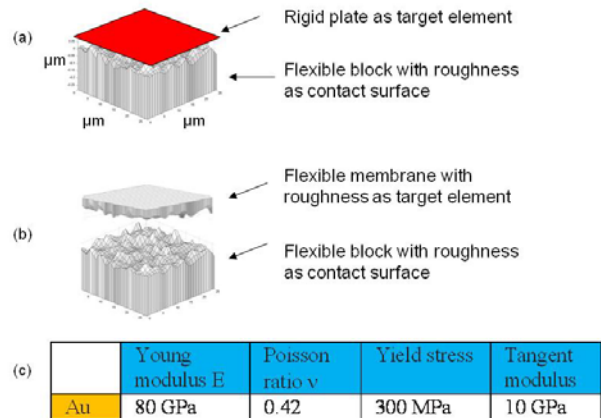 (a)
Rigid plate as target element
µm
Flexible block with roughness
as contact surface
µm
µm
(b)
Flexible membrane with
roughness as target element
Flexible block with roughness
as contact surface
(c)
Young modulus E
Poisson ratio ν
Yield stress
Tangent modulus
Au
80 GPa
0.42
300 MPa
10 GPa